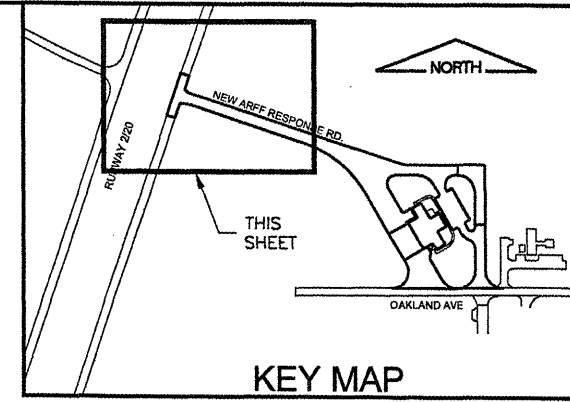 NORTH
NEW ARFF RESPONSE RD.
RUNWAY 2/20
THIS
SHEET
OAKLAND AVE
KEY MAP